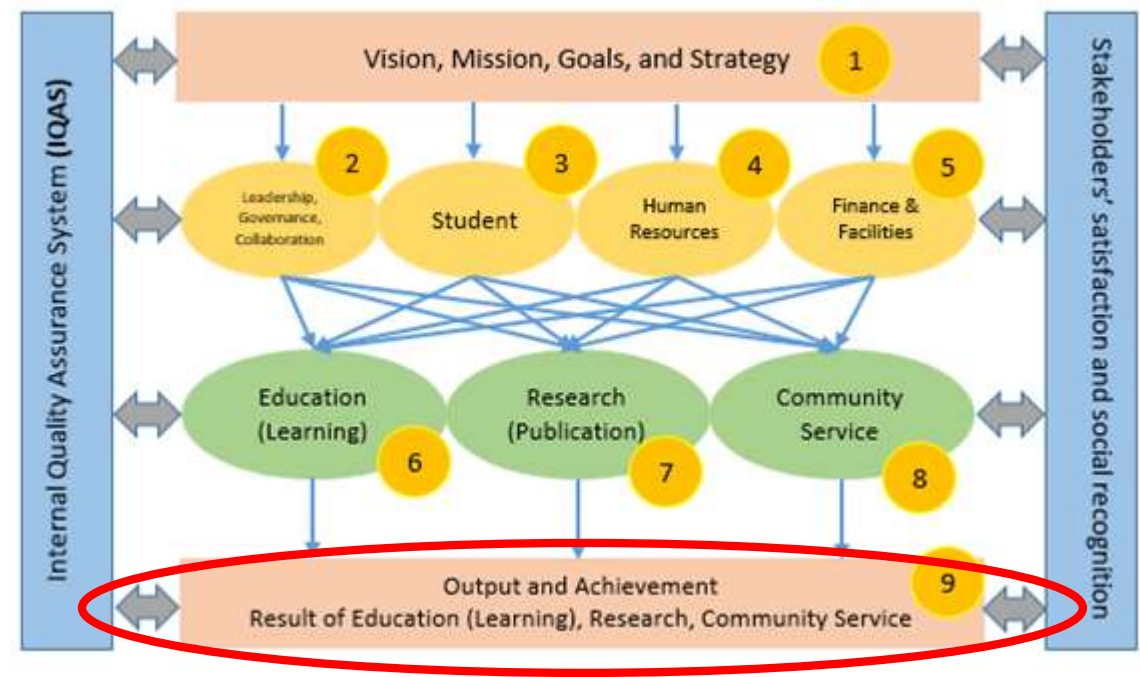 Internal Quality Assurance System (IQAS)
Vision, Mission, Goals, and Strategy
1
2
Leadership,
Governance,
Collaboration
3
Student
4
Human
Resources
5
Finance &
Facilities
Education
(Learning)
6
Research
(Publication)
7
Community
Service
8
9
Output and Achievement
Result of Education (Learning), Research, Community Service
Stakeholders' satisfaction and social recognition